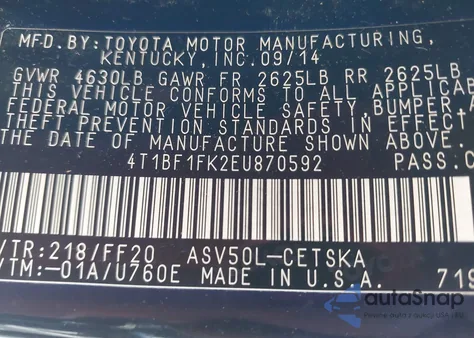 MFD.BY:TOYOTA MOTOR MANUFACTURING,
KENTUCKY, INC.09/14
GVWR 4630LB GAWR FR 2625LB RR 2625LB
THIS VEHICLE CONFORMS TO ALL APPLICAB
FEDERAL MOTOR VEHICLE SAFETY, BUMPER,
THEFT PREVENTION STANDARDS IN EFFECT
THE DATE OF MANUFACTURE SHOWN ABOVE.
4T1BF1FK2EU870592 PASS.C
/TR:218/FF20 ASV50L-CETSKA
/TM:-01A/U760E MADE IN U.S.A. 71S
autoSnap